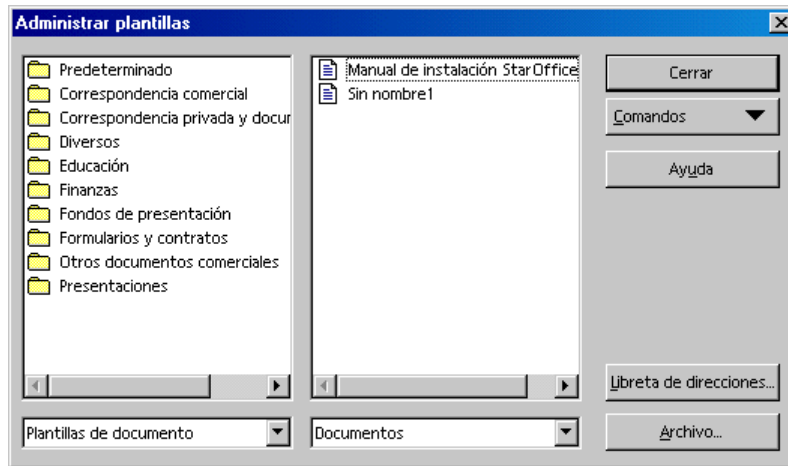 Administrar plantillas
Predeterminado
Correspondencia comercial
Correspondencia privada y docur
Diversos
Educación
Finanzas
Fondos de presentación
Formularios y contratos
Otros documentos comerciales
Presentaciones
Plantillas de documento
Manual de instalación StarOffice
Sin nombre1
Documentos
Cerrar
Comandos
Ayuda
Libreta de direcciones...
Archivo...